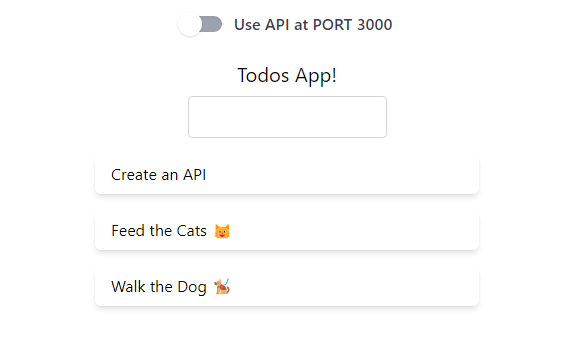 Use API at PORT 3000
Todos App!
Create an API
Feed the Cats 😺
Walk the Dog 🐕‍🦺